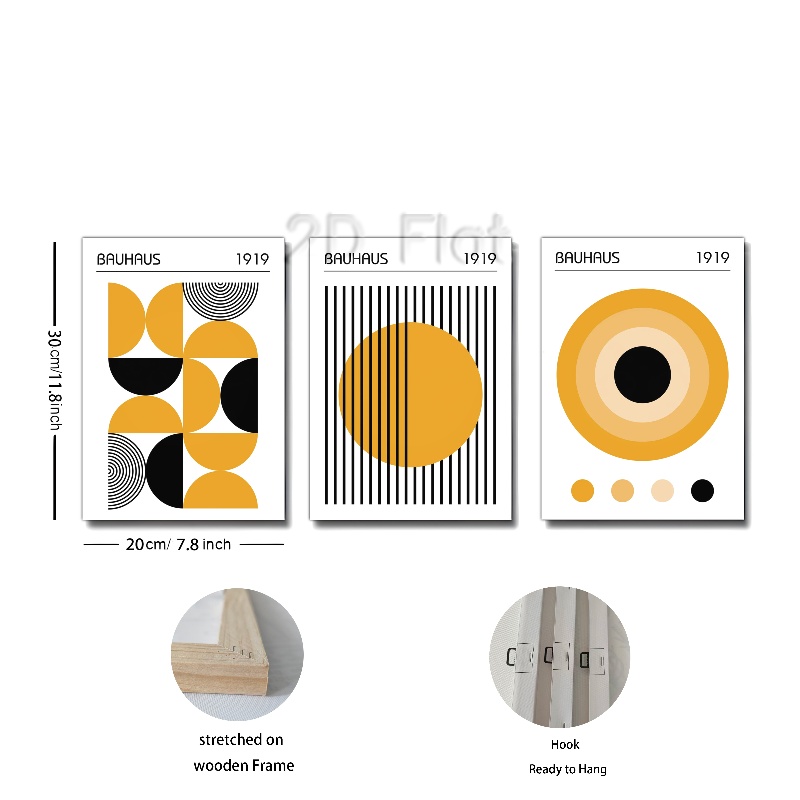 2D Flat
BAUHAUS 1919
BAUHAUS 1919
BAUHAUS 1919
30cm/11.8inch
20cm/ 7.8 inch
stretched on
wooden Frame
Hook
Ready to Hang